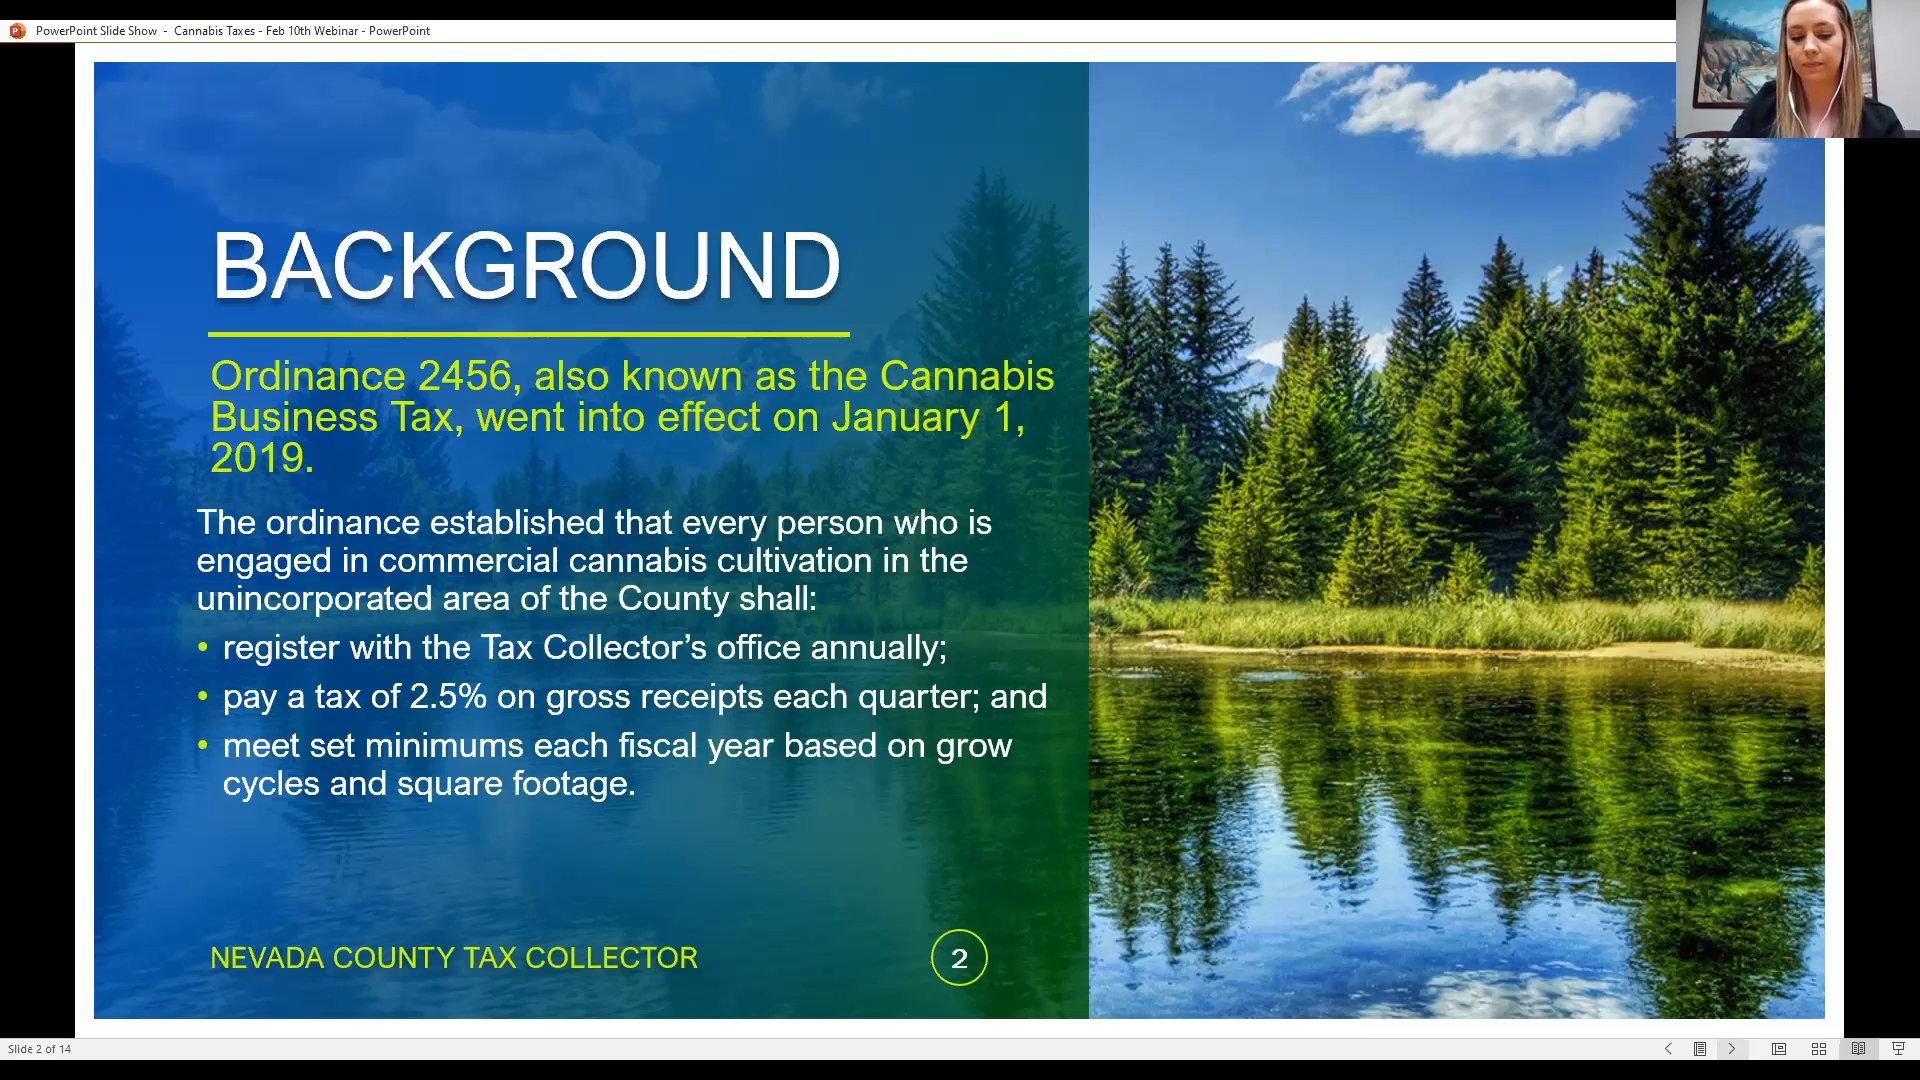 PowerPoint Slide Show - Cannabis Taxes - Feb 10th Webinar - PowerPoint
BACKGROUND
Ordinance 2456, also known as the Cannabis
Business Tax, went into effect on January 1,
2019.
The ordinance established that every person who is
engaged in commercial cannabis cultivation in the
unincorporated area of the County shall:
• register with the Tax Collector’s office annually;
• pay a tax of 2.5% on gross receipts each quarter; and
• meet set minimums each fiscal year based on grow
cycles and square footage.
NEVADA COUNTY TAX COLLECTOR
2
Slide 2 of 14